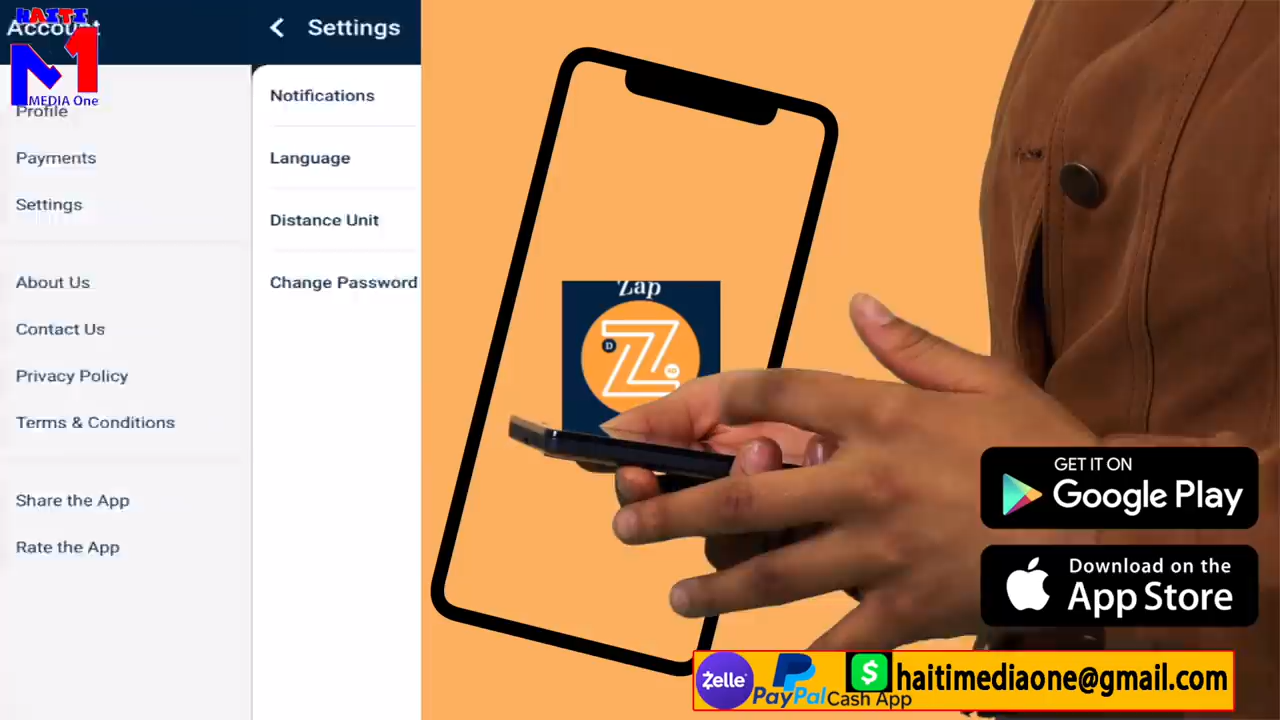 Account
HAITI
M1
MEDIA One
Profile
Payments
Settings
About Us
Contact Us
Privacy Policy
Terms & Conditions
Share the App
Rate the App
Settings
Notifications
Language
Distance Unit
Change Password
Zap
D
Z
GET IT ON
Google Play
Download on the
App Store
Zelle
PayPal
$
Cash App
haitimediaone@gmail.com